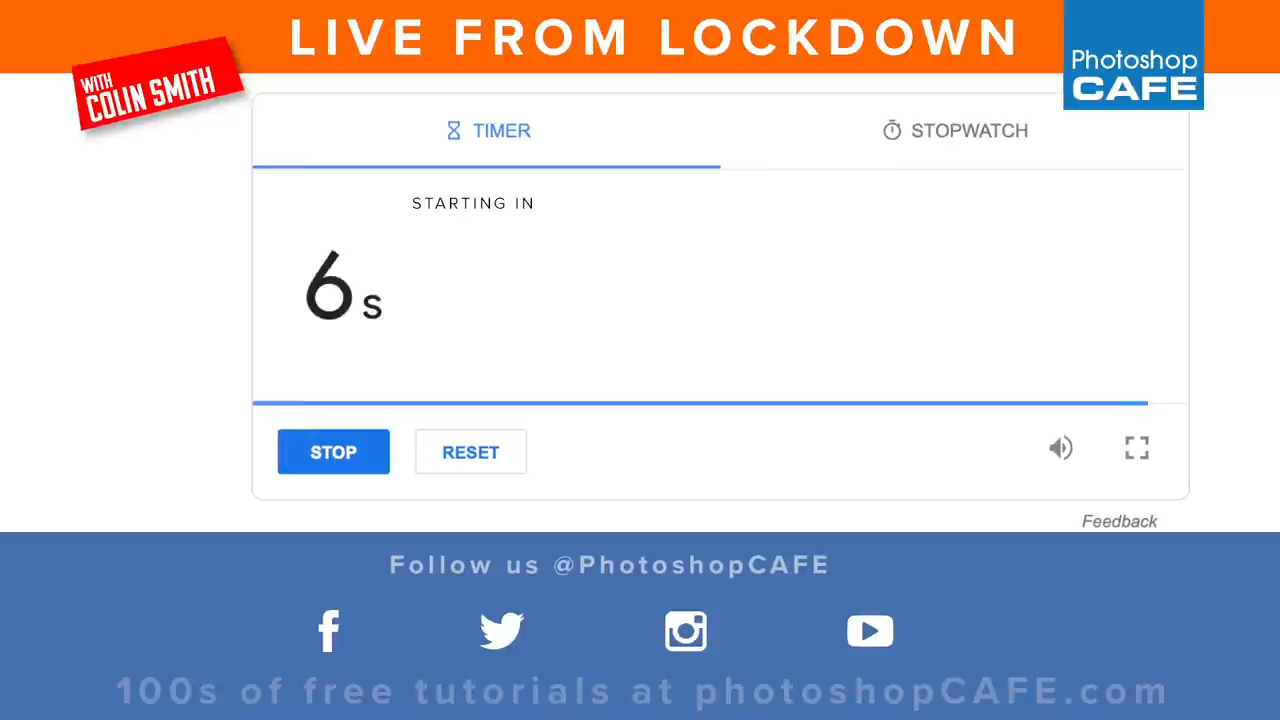 LIVE FROM LOCKDOWN
WITH
COLIN SMITH
Photoshop
CAFE
TIMER
STOPWATCH
STARTING IN
6 s
STOP
RESET
Feedback
Follow us @PhotoshopCAFE
100s of free tutorials at photoshopCAFE.com